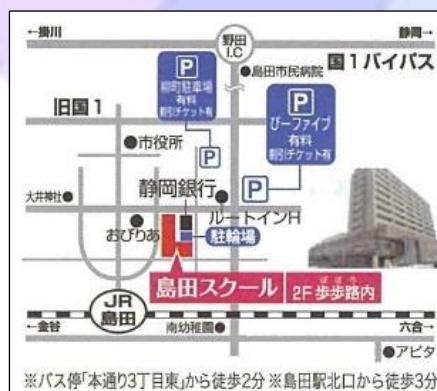 ←掛川
静岡→
野田
I.C
国1バイパス
P
柳町駐車場
有料
割引チケット有
●島田市民病院
P
ぴーファイブ
有料
割引チケット有
旧国1
●市役所
P
静岡銀行
P
大井神社●
●
おびりあ
●
ルートインH
駐輪場
島田スクール
2F歩歩路内
ぽぽろ
JR
島田
←金谷
南幼稚園●
六合→
●アピタ
※バス停「本通り3丁目東」から徒歩2分 ※島田駅北口から徒歩3分